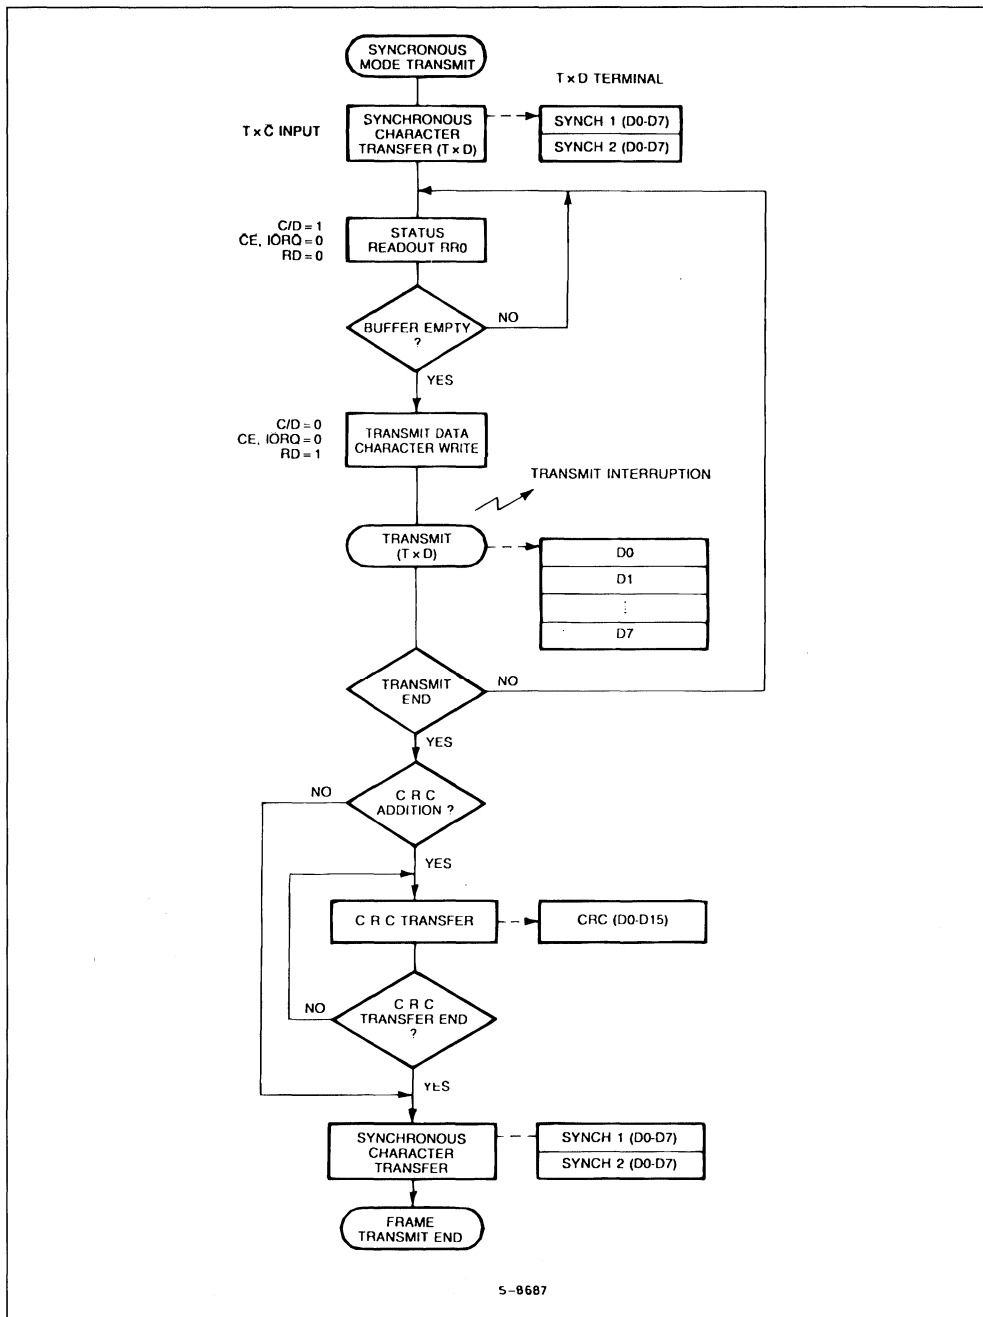 SYNCRONOUS
MODE TRANSMIT
T x D TERMINAL
T x C̄ INPUT
SYNCHRONOUS
CHARACTER
TRANSFER (T x D)
SYNCH 1 (D0-D7)
SYNCH 2 (D0-D7)
C/D = 1
CE, IORQ = 0
RD = 0
STATUS
READOUT RR0
BUFFER EMPTY
?
NO
YES
C/D = 0
CE, IORQ = 0
RD = 1
TRANSMIT DATA
CHARACTER WRITE
TRANSMIT INTERRUPTION
TRANSMIT
(T x D)
D0
D1
⋮
D7
TRANSMIT
END
NO
YES
C R C
ADDITION ?
NO
YES
C R C TRANSFER
CRC (D0-D15)
C R C
TRANSFER END
?
NO
YES
SYNCHRONOUS
CHARACTER
TRANSFER
SYNCH 1 (D0-D7)
SYNCH 2 (D0-D7)
FRAME
TRANSMIT END
S-8687